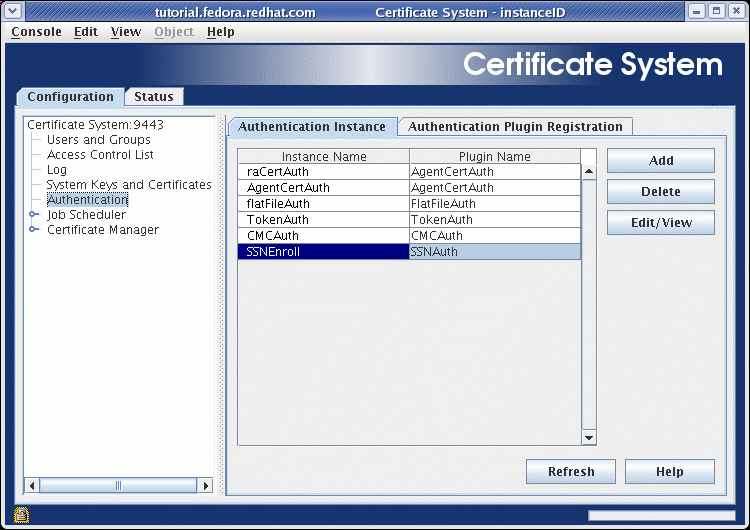 tutorial.fedora.redhat.com Certificate System - instanceID
Console Edit View Object Help
Certificate System
Configuration Status
Certificate System:9443
Users and Groups
Access Control List
Log
System Keys and Certificates
Authentication
Job Scheduler
Certificate Manager
Authentication Instance Authentication Plugin Registration
Instance Name Plugin Name
raCertAuth AgentCertAuth
AgentCertAuth AgentCertAuth
flatFileAuth FlatFileAuth
TokenAuth TokenAuth
CMCAuth CMCAuth
SSNEnroll SSNAuth
Add
Delete
Edit/View
Refresh Help